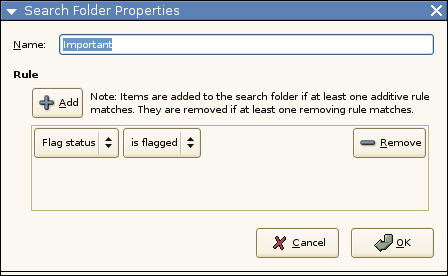 Search Folder Properties
Name: Important
Rule
Add
Note: Items are added to the search folder if at least one additive rule
matches. They are removed if at least one removing rule matches.
Flag status is flagged Remove
Cancel OK